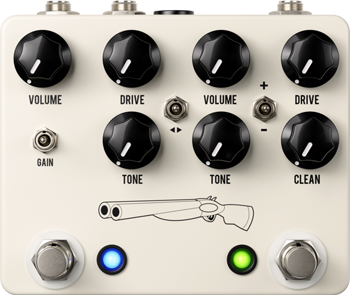 VOLUME DRIVE VOLUME + DRIVE
◄► -
GAIN
TONE TONE CLEAN